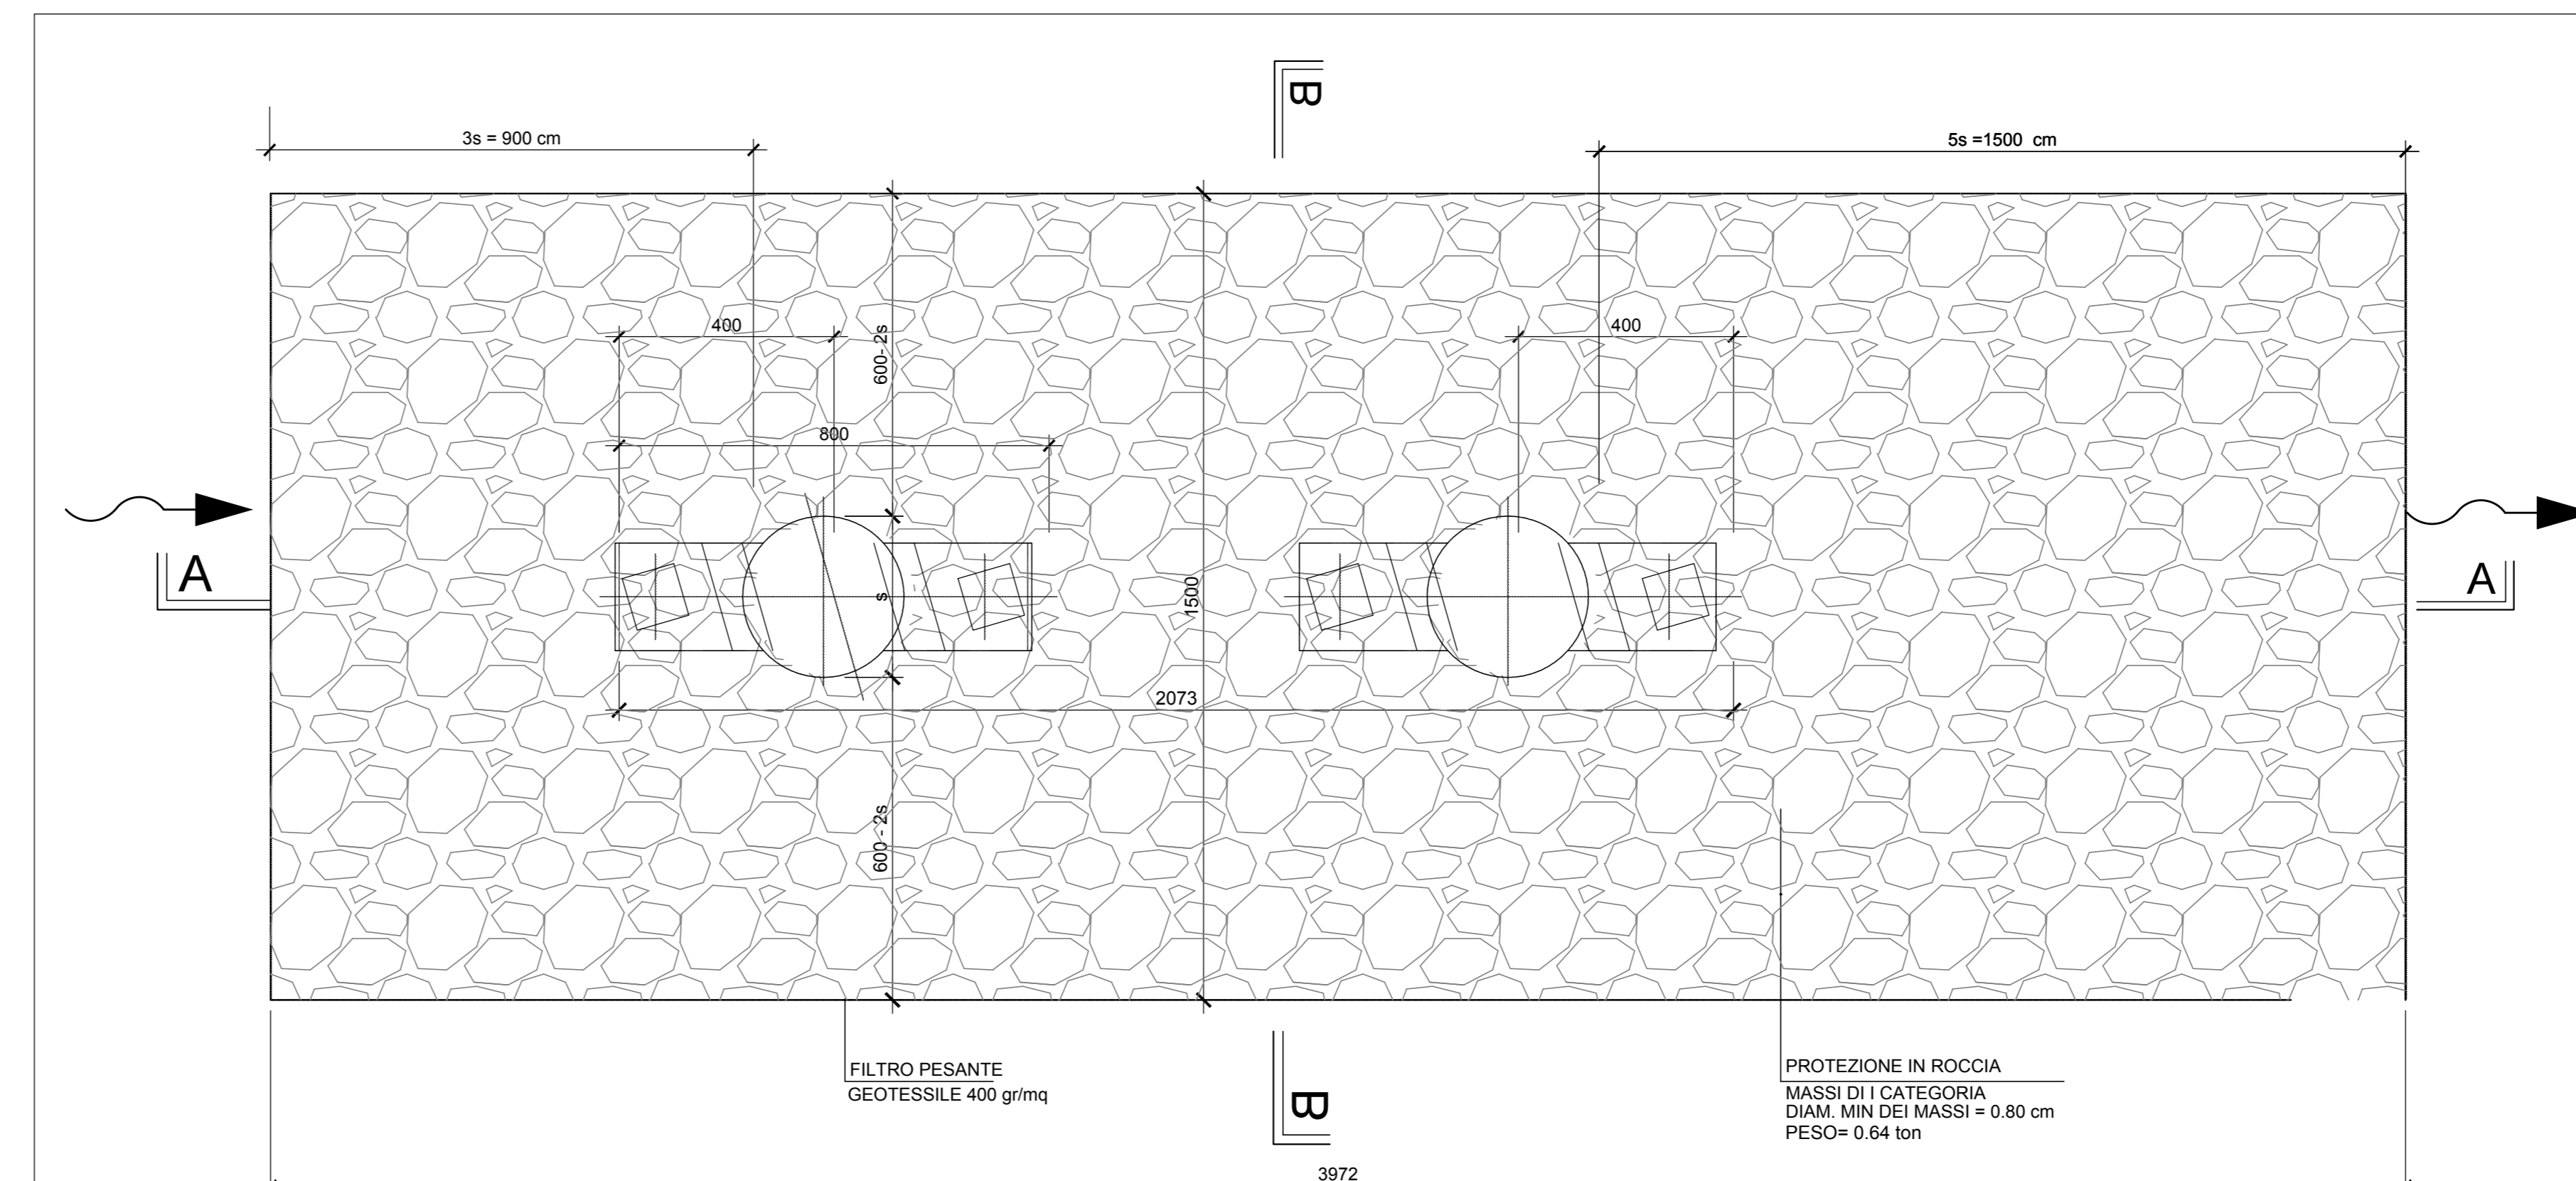 B
3s = 900 cm
5s =1500  cm
400
600- 2s
400
800
A
s
1500
A
2073
600- 2s
FILTRO PESANTE
GEOTESSILE 400 gr/mq
B
PROTEZIONE IN ROCCIA
MASSI DI I CATEGORIA
DIAM. MIN DEI MASSI = 0.80 cm
PESO= 0.64 ton
3972